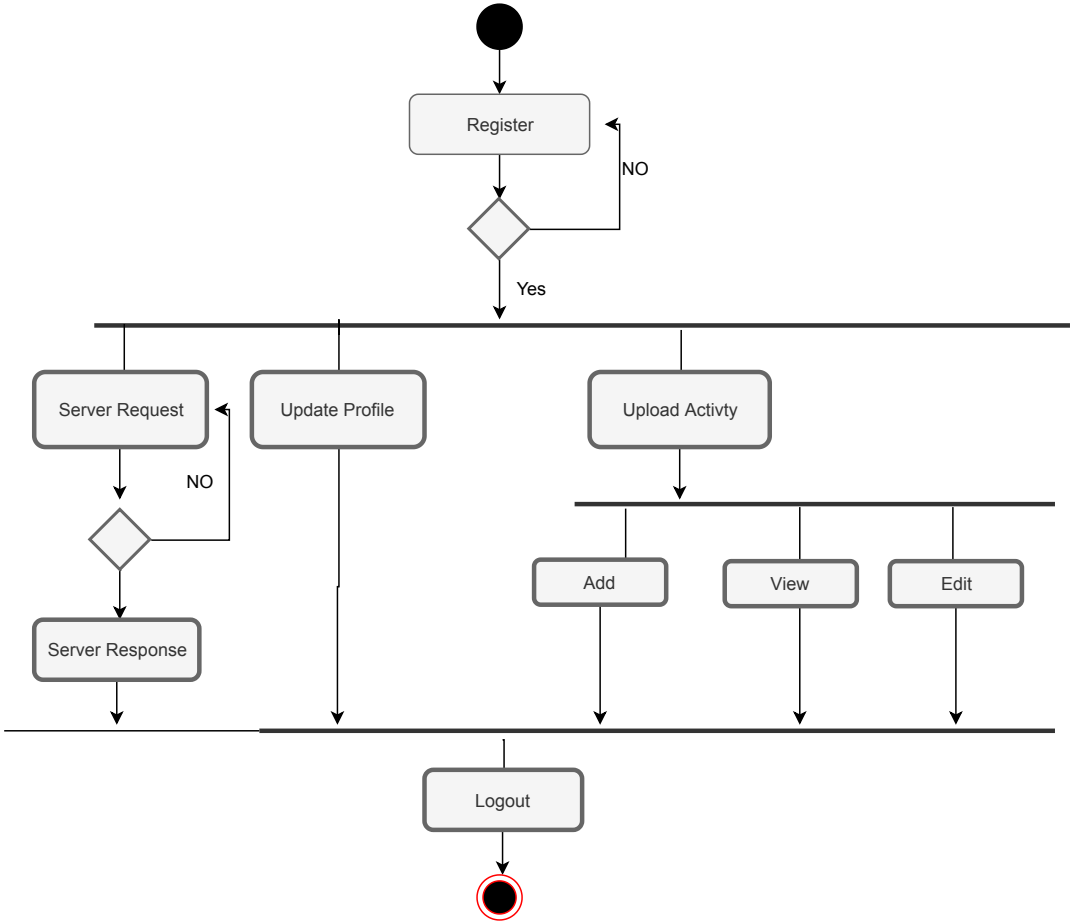 Register
NO
Yes
Server Request
Update Profile
Upload Activty
NO
Add
View
Edit
Server Response
Logout